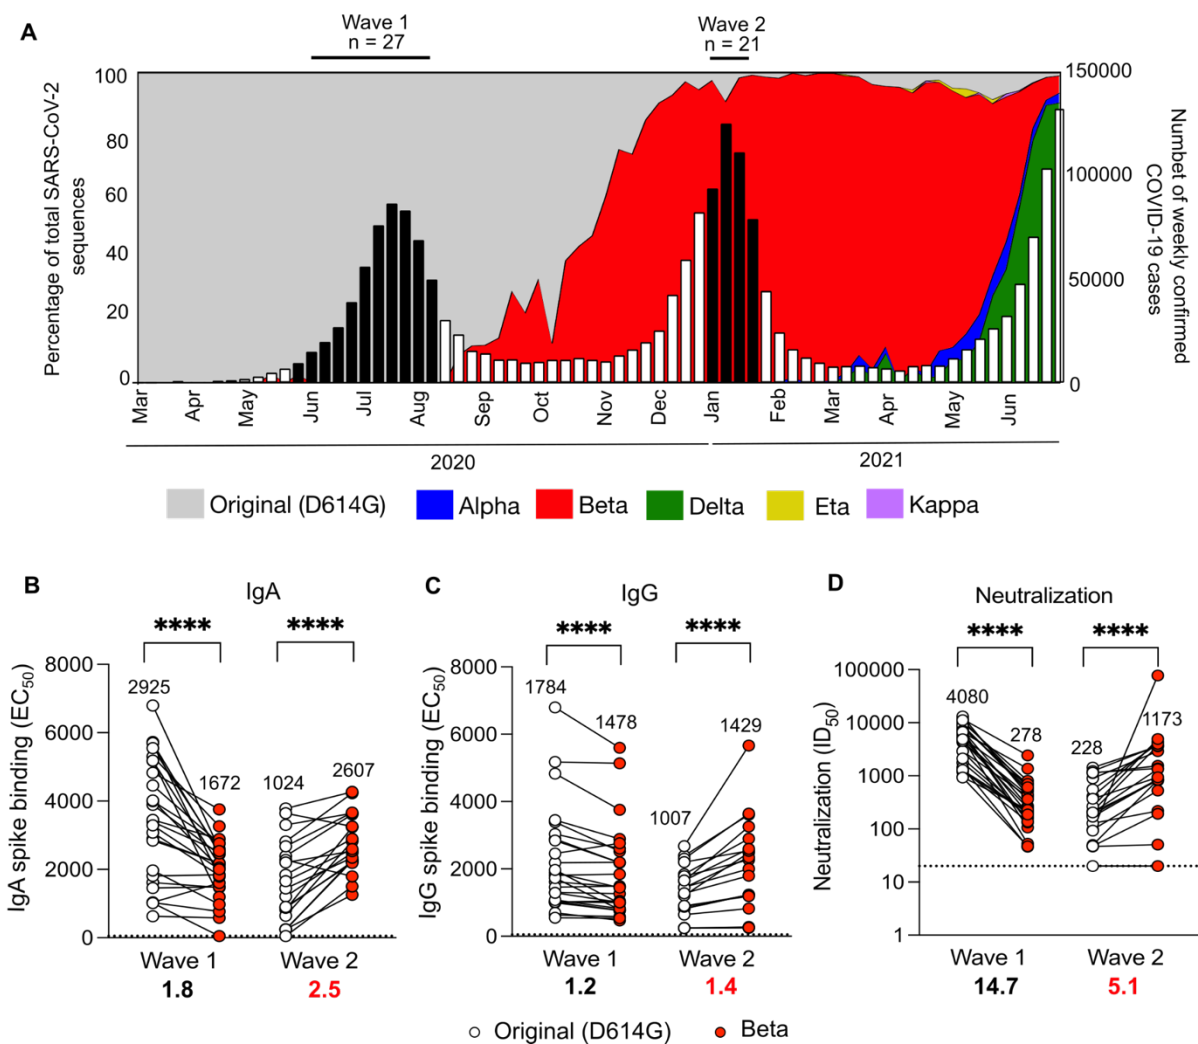 A
Wave 1
n = 27
Wave 2
n = 21
Percentage of total SARS-CoV-2
sequences
100
80
60
40
20
0
150000
100000
50000
0
Numbet of weekly confirmed
COVID-19 cases
Mar Apr May Jun Jul Aug Sep Oct Nov Dec Jan Feb Mar Apr May Jun
2020 2021
Original (D614G) Alpha Beta Delta Eta Kappa
B
IgA
****
****
IgA spike binding (EC50)
8000
6000
4000
2000
0
2925
1672
1024
2607
Wave 1 Wave 2
1.8 2.5
C
IgG
****
****
IgG spike binding (EC50)
8000
6000
4000
2000
0
1784
1478
1007
1429
Wave 1 Wave 2
1.2 1.4
D
Neutralization
****
****
Neutralization (ID50)
100000
10000
1000
100
10
1
4080
278
228
1173
Wave 1 Wave 2
14.7 5.1
Original (D614G) Beta